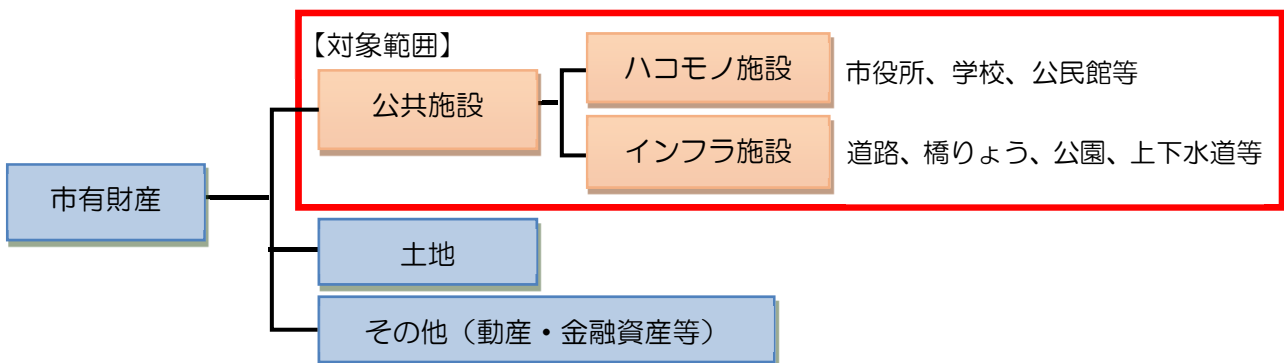 【対象範囲】
ハコモノ施設
市役所、学校、公民館等
公共施設
インフラ施設
道路、橋りょう、公園、上下水道等
市有財産
土地
その他（動産・金融資産等）